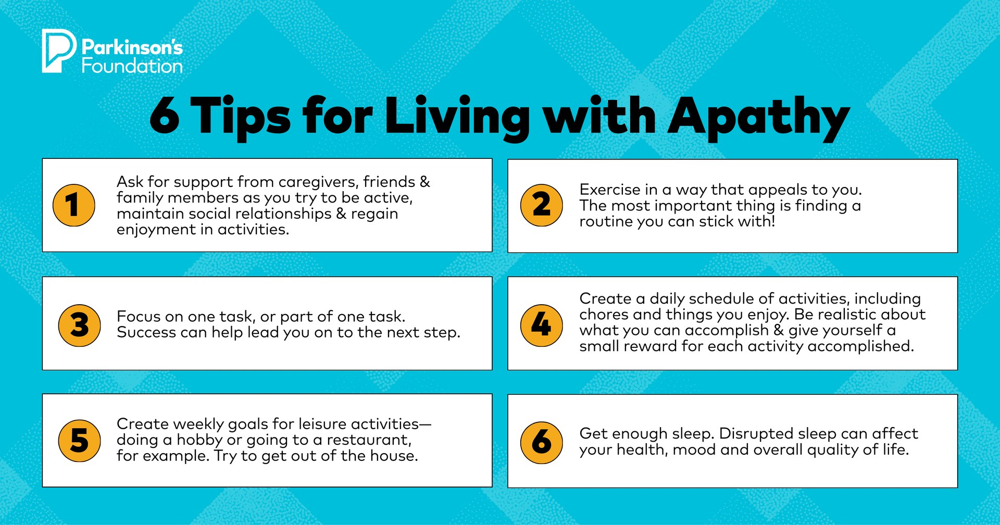 Parkinson's
Foundation
6 Tips for Living with Apathy
1
Ask for support from caregivers, friends &
family members as you try to be active,
maintain social relationships & regain
enjoyment in activities.
2
Exercise in a way that appeals to you.
The most important thing is finding a
routine you can stick with!
3
Focus on one task, or part of one task.
Success can help lead you on to the next step.
4
Create a daily schedule of activities, including
chores and things you enjoy. Be realistic about
what you can accomplish & give yourself a
small reward for each activity accomplished.
5
Create weekly goals for leisure activities—
doing a hobby or going to a restaurant,
for example. Try to get out of the house.
6
Get enough sleep. Disrupted sleep can affect
your health, mood and overall quality of life.